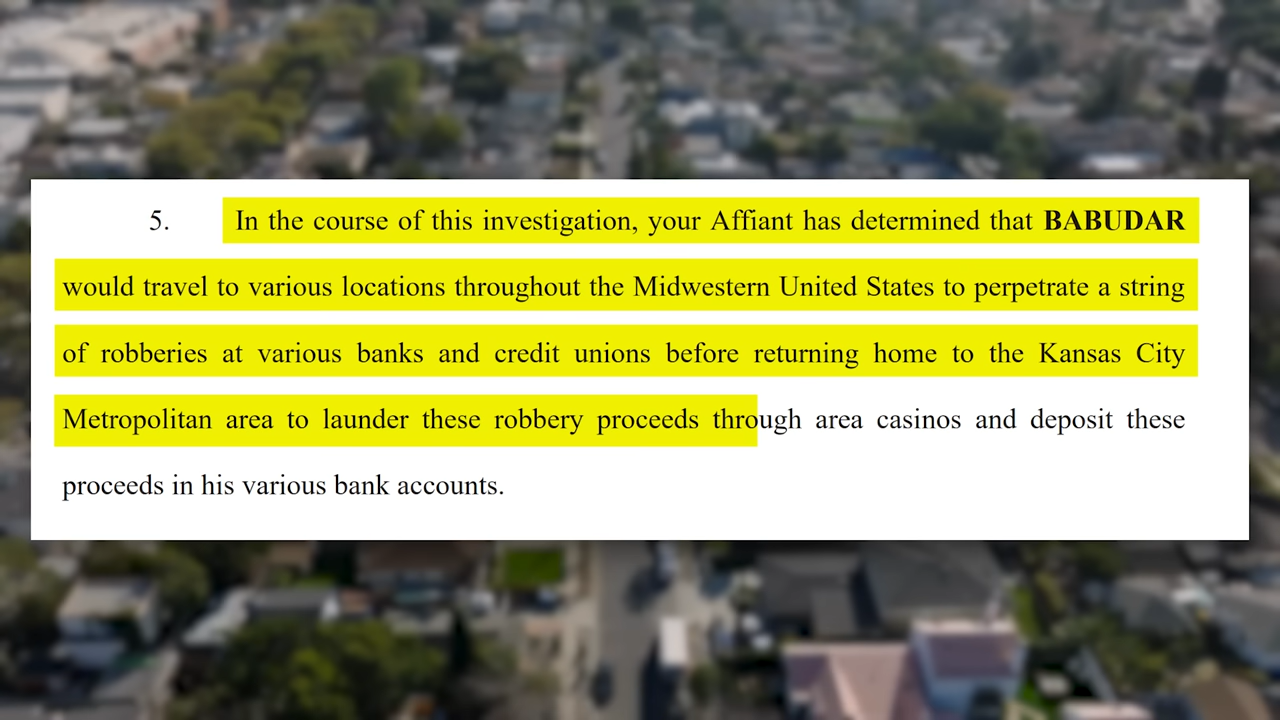 5. In the course of this investigation, your Affiant has determined that BABUDAR
would travel to various locations throughout the Midwestern United States to perpetrate a string
of robberies at various banks and credit unions before returning home to the Kansas City
Metropolitan area to launder these robbery proceeds through area casinos and deposit these
proceeds in his various bank accounts.